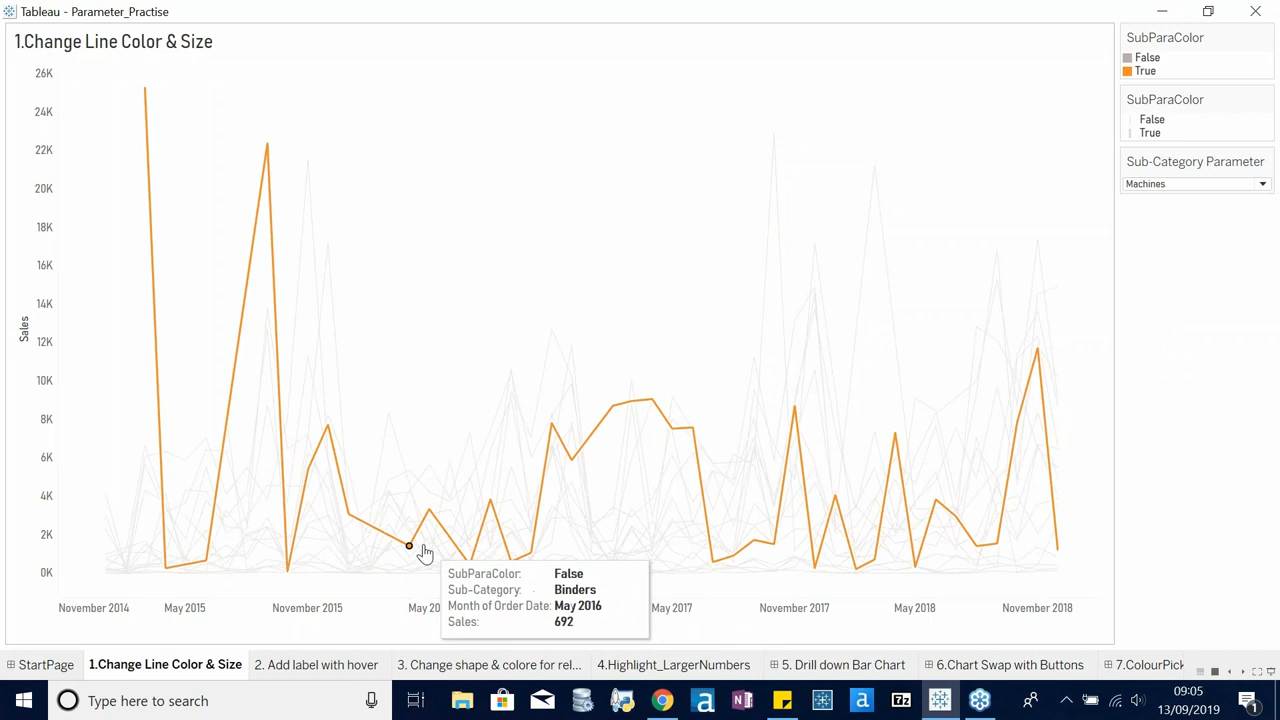 Tableau - Parameter_Practise
1.Change Line Color & Size
SubParaColor
False
True
SubParaColor
False
True
Sub-Category Parameter
Machines
26K
24K
22K
20K
18K
16K
14K
12K
10K
8K
6K
4K
2K
0K
Sales
November 2014
May 2015
November 2015
May 20
May 2017
November 2017
May 2018
November 2018
SubParaColor: False
Sub-Category: Binders
Month of Order Date: May 2016
Sales: 692
StartPage
1.Change Line Color & Size
2. Add label with hover
3. Change shape & colore for rel...
4.Highlight_LargerNumbers
5. Drill down Bar Chart
6.Chart Swap with Buttons
7.ColourPick
Type here to search
09:05
13/09/2019
1